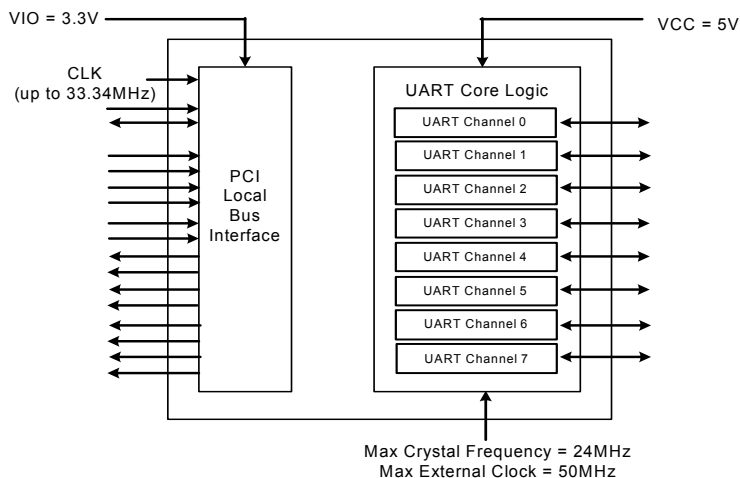 VIO = 3.3V
VCC = 5V
CLK
(up to 33.34MHz)
PCI
Local
Bus
Interface
UART Core Logic
UART Channel 0
UART Channel 1
UART Channel 2
UART Channel 3
UART Channel 4
UART Channel 5
UART Channel 6
UART Channel 7
Max Crystal Frequency = 24MHz
Max External Clock = 50MHz